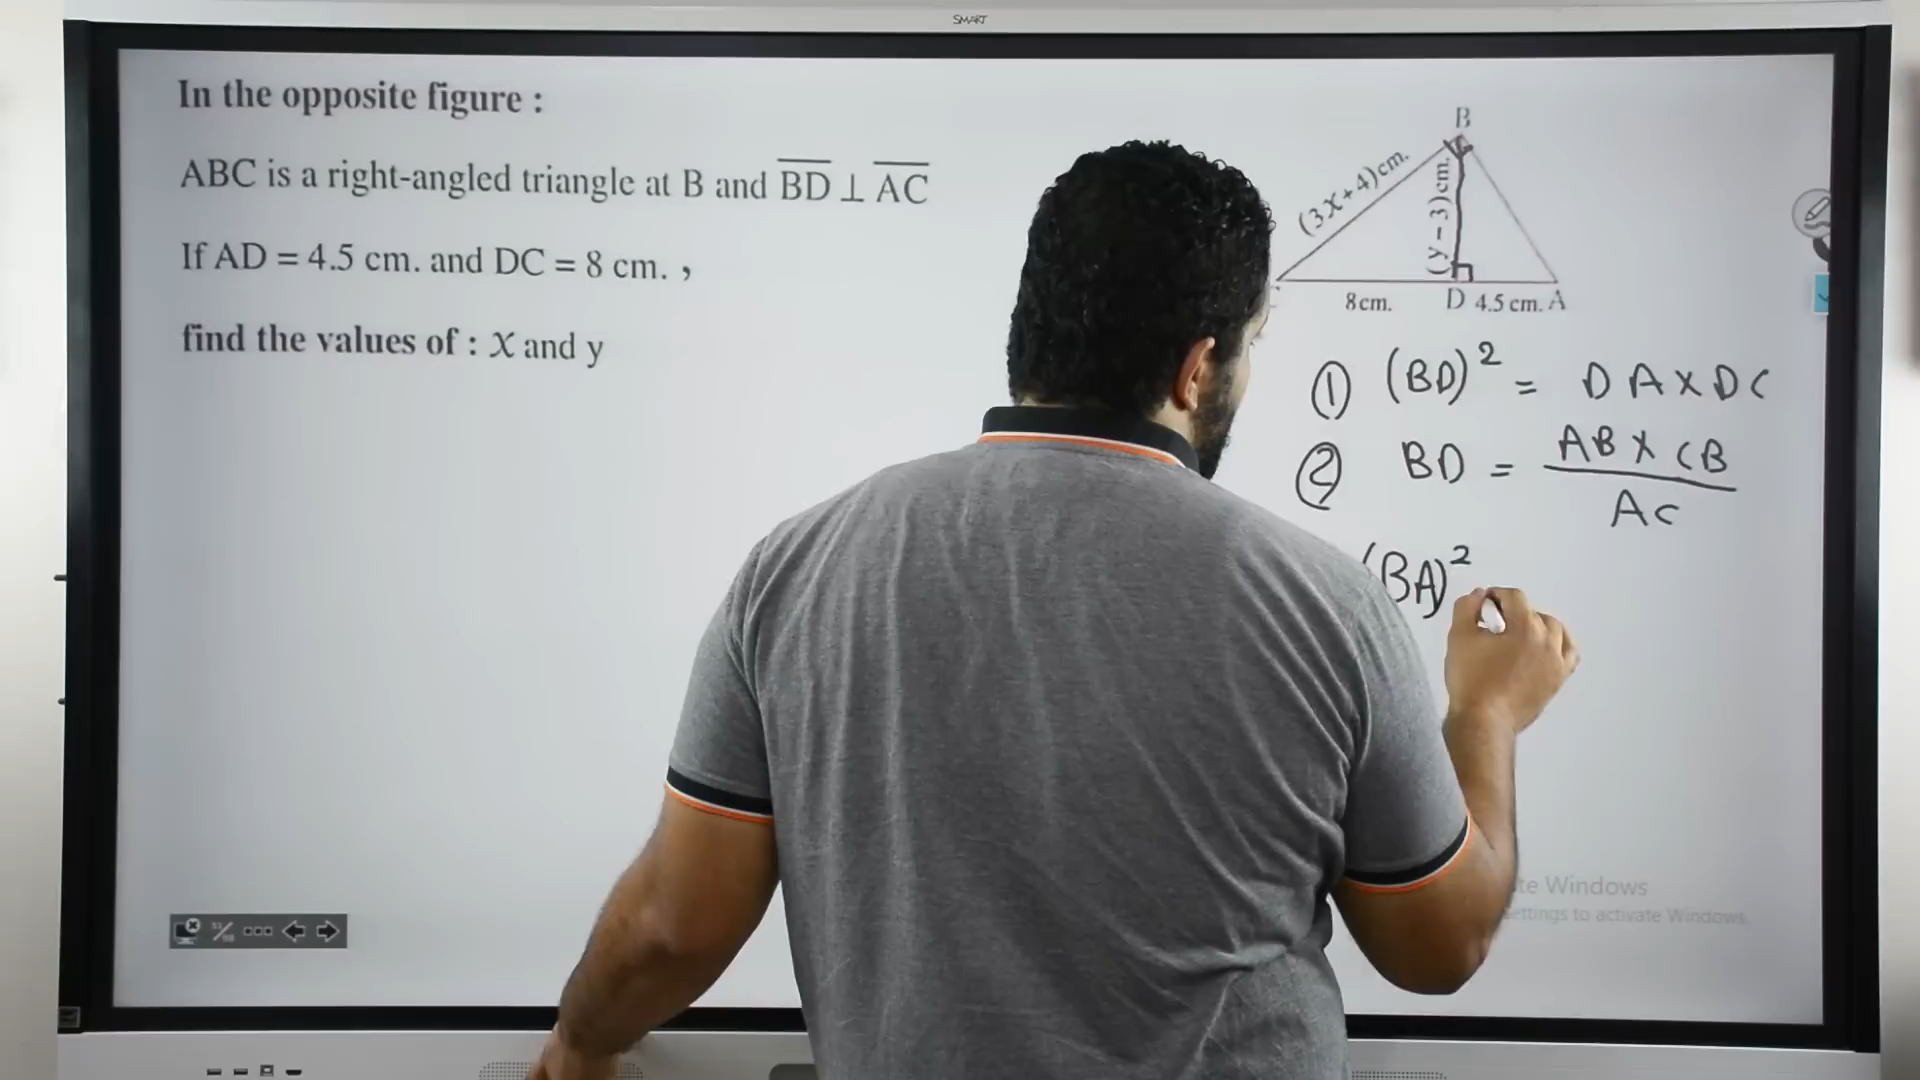 SMART
In the opposite figure :
ABC is a right-angled triangle at B and BD ⊥ AC
If AD = 4.5 cm. and DC = 8 cm. ,
find the values of : X and y
B
(3X+4)cm.
(y-3)cm.
8cm.
D
4.5 cm.
A
① (BD)² = DA×DC
② BD = AB × CB / AC
(BA)²
te Windows
ettings to activate Windows.